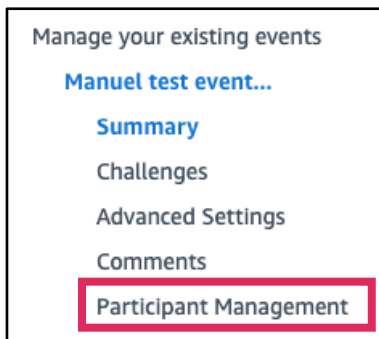 Manage your existing events
Manuel test event...
Summary
Challenges
Advanced Settings
Comments
Participant Management